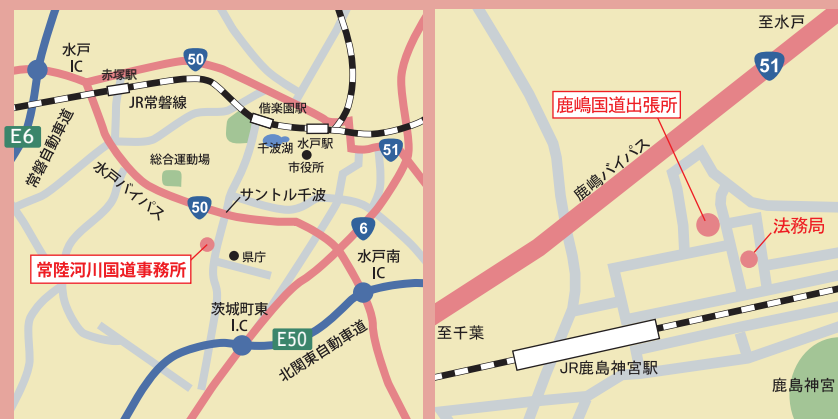 水戸
IC
赤塚駅
50
JR常磐線
偕楽園駅
E6
常磐自動車道
千波湖
水戸駅
51
市役所
総合運動場
水戸バイパス
50
サントル千波
6
常陸河川国道事務所
県庁
水戸南
IC
茨城町東
I.C
E50
北関東自動車道
至水戸
51
鹿嶋国道出張所
鹿嶋バイパス
法務局
至千葉
JR鹿島神宮駅
鹿島神宮